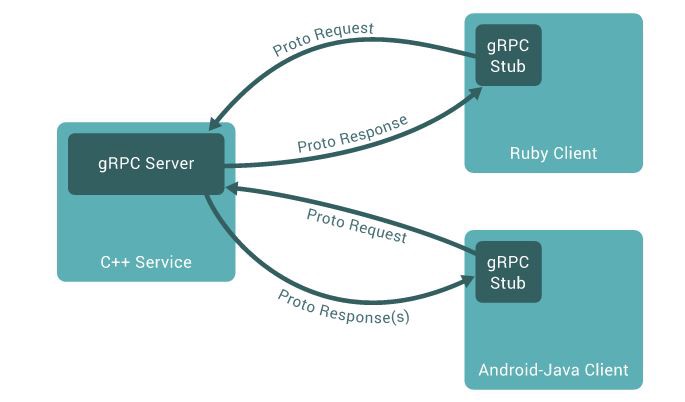 Proto Request
gRPC
Stub
Ruby Client
Proto Response
gRPC Server
C++ Service
Proto Request
gRPC
Stub
Android-Java Client
Proto Response(s)